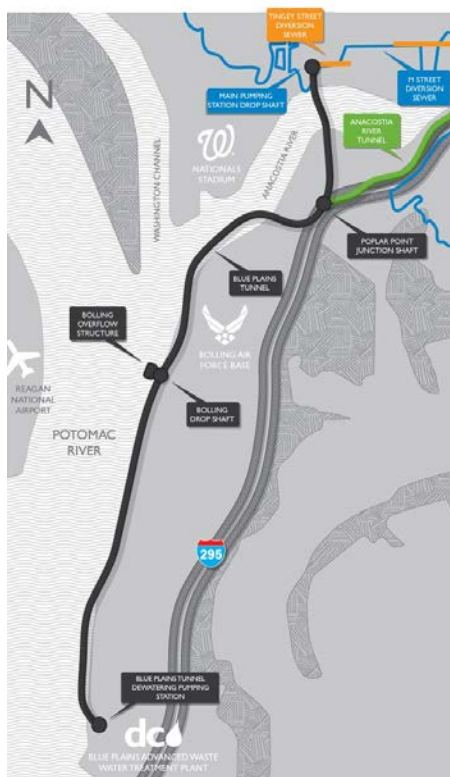 TINGEY STREET
DIVERSION
SEWER
N
MAIN PUMPING
STATION DROP SHAFT
M STREET
DIVERSION
SEWER
ANACOSTIA
RIVER
TUNNEL
W
NATIONALS
STADIUM
WASHINGTON CHANNEL
ANACOSTIA RIVER
POPLAR POINT
JUNCTION SHAFT
BLUE PLAINS
TUNNEL
BOLLING
OVERFLOW
STRUCTURE
BOLLING AIR
FORCE BASE
REAGAN
NATIONAL
AIRPORT
BOLLING
DROP SHAFT
POTOMAC
RIVER
295
BLUE PLAINS TUNNEL
DEWATERING PUMPING
STATION
dc
BLUE PLAINS ADVANCED WASTE
WATER TREATMENT PLANT